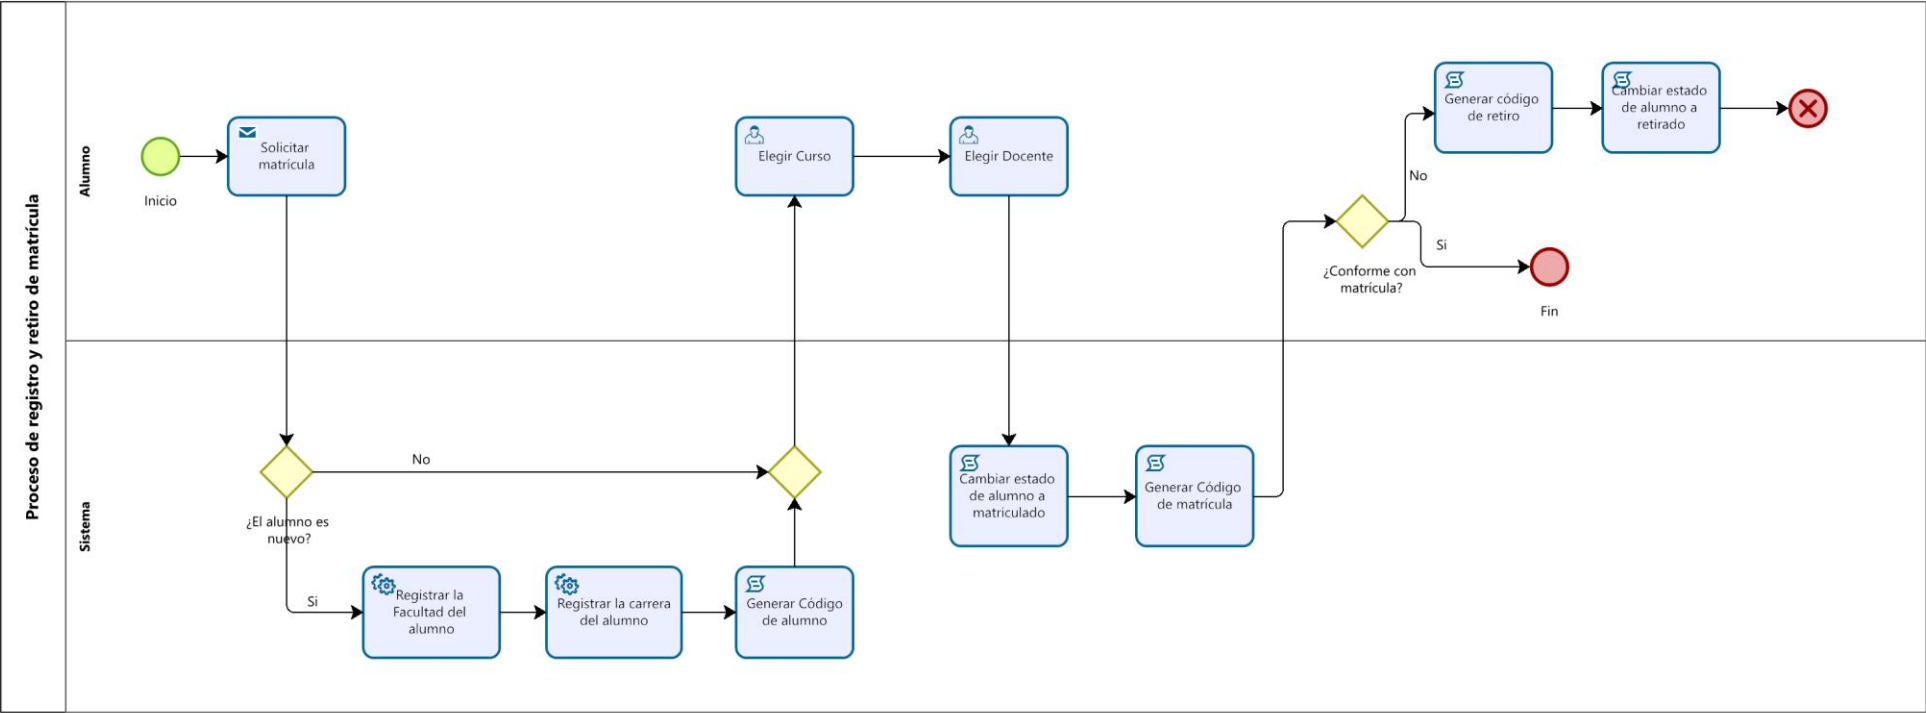 Proceso de registro y retiro de matrícula
Alumno
Inicio
Solicitar
matrícula
Elegir Curso
Elegir Docente
Generar código
de retiro
Cambiar estado
de alumno a
retirado
No
Si
¿Conforme con
matrícula?
Fin
Sistema
¿El alumno es
nuevo?
No
Si
Registrar la
Facultad del
alumno
Registrar la carrera
del alumno
Generar Código
de alumno
Cambiar estado
de alumno a
matriculado
Generar Código
de matrícula